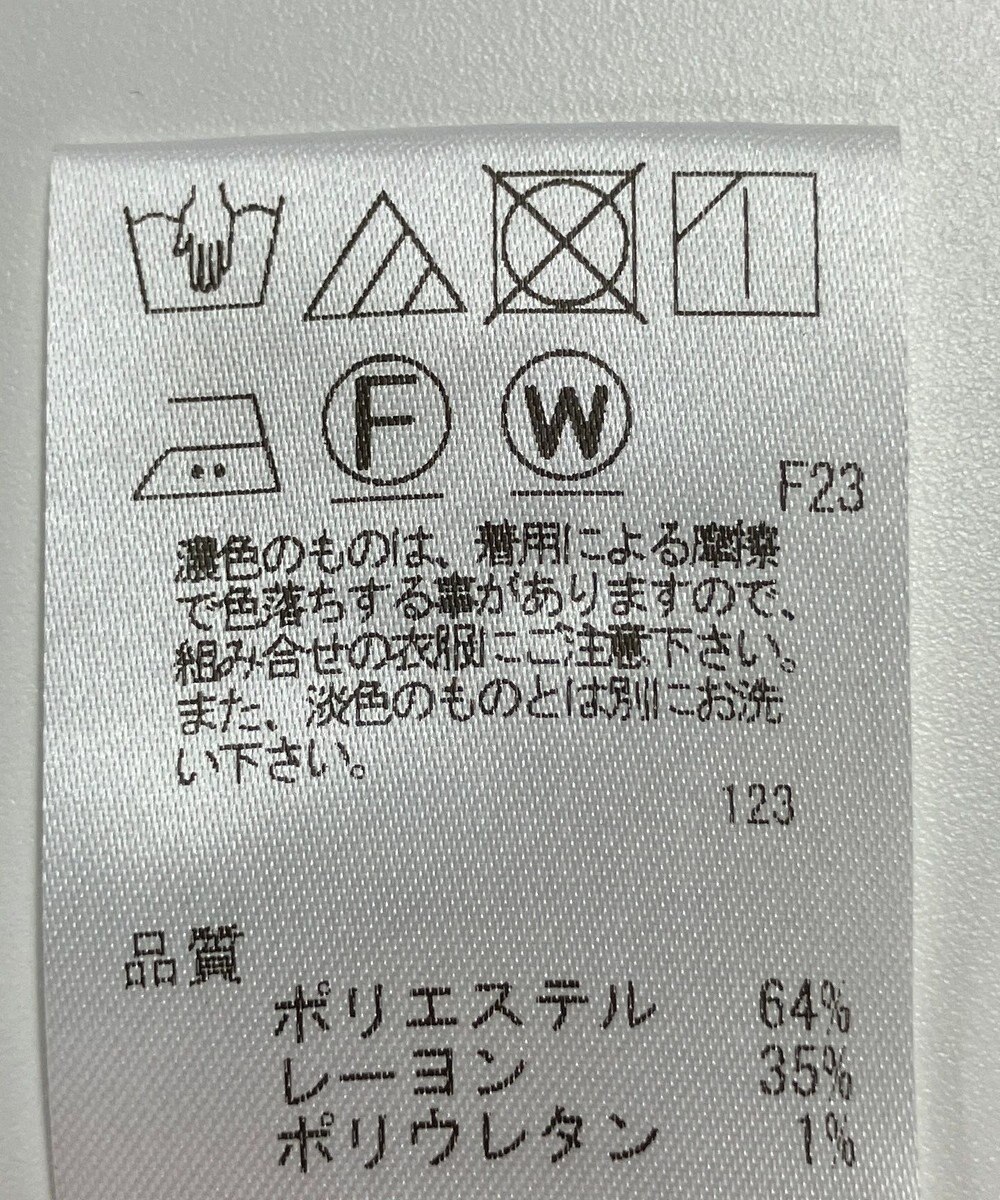 F W
F23
濃色のものは、着用による摩擦
で色落ちする事がありますので、
組み合せの衣服にご注意下さい。
また、淡色のものとは別にお洗
い下さい。
123
品質
ポリエステル 64%
レーヨン 35%
ポリウレタン 1%